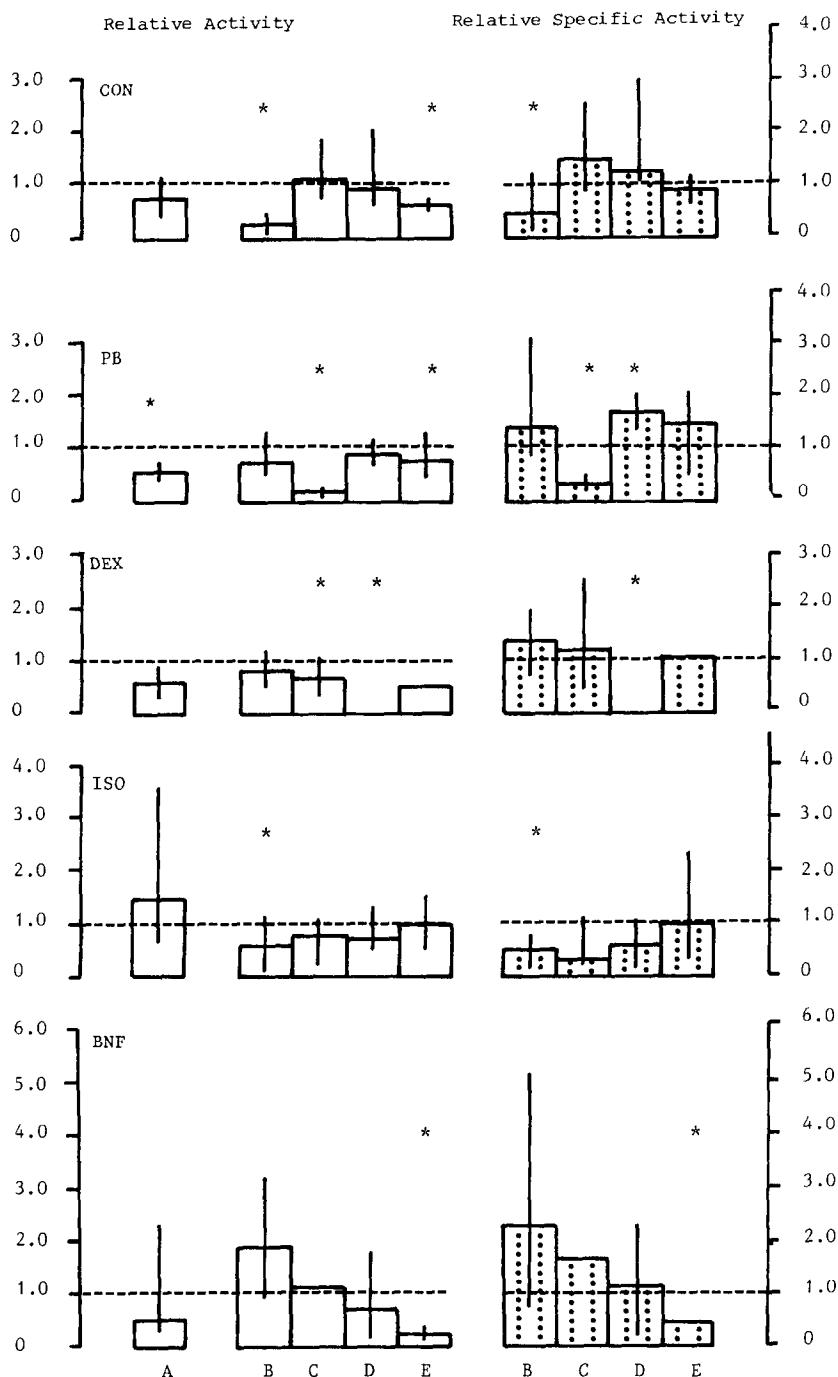 Relative Activity Relative Specific Activity
4.0
3.0 CON 3.0
* * *
2.0 2.0
1.0 1.0
0 0
4.0
3.0 PB 3.0
* * * *
2.0 * 2.0
1.0 1.0
0 0
3.0 DEX 3.0
* * *
2.0 2.0
1.0 1.0
0 0
4.0 ISO 4.0
3.0 3.0
* *
2.0 2.0
1.0 1.0
0 0
6.0 BNF 6.0
5.0 5.0
4.0 * * 4.0
3.0 3.0
2.0 2.0
1.0 1.0
0 0
A B C D E B C D E